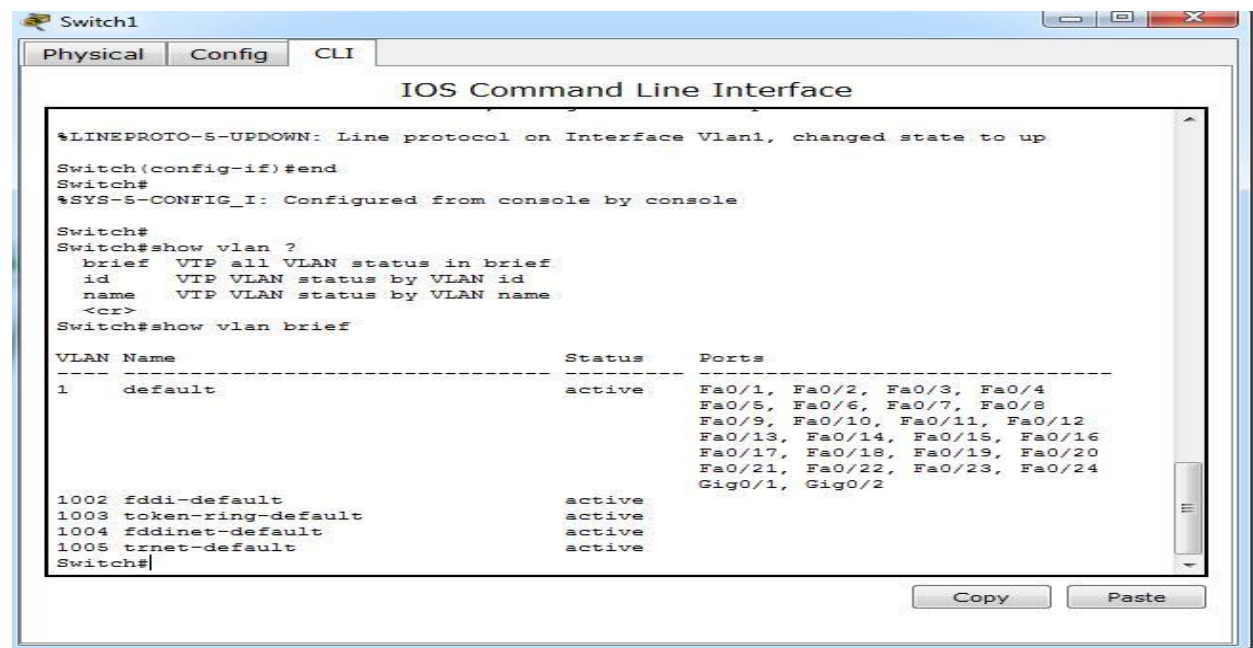 Switch1
Physical Config CLI
IOS Command Line Interface
%LINEPROTO-5-UPDOWN: Line protocol on Interface Vlan1, changed state to up
Switch(config-if)#end
Switch#
%SYS-5-CONFIG_I: Configured from console by console
Switch#
Switch#show vlan ?
brief VTP all VLAN status in brief
id VTP VLAN status by VLAN id
name VTP VLAN status by VLAN name
<cr>
Switch#show vlan brief
VLAN Name Status Ports
---- -------------------------------- --------- -------------------------------
1 default active Fa0/1, Fa0/2, Fa0/3, Fa0/4
Fa0/5, Fa0/6, Fa0/7, Fa0/8
Fa0/9, Fa0/10, Fa0/11, Fa0/12
Fa0/13, Fa0/14, Fa0/15, Fa0/16
Fa0/17, Fa0/18, Fa0/19, Fa0/20
Fa0/21, Fa0/22, Fa0/23, Fa0/24
Gig0/1, Gig0/2
1002 fddi-default active
1003 token-ring-default active
1004 fddinet-default active
1005 trnet-default active
Switch#
Copy Paste